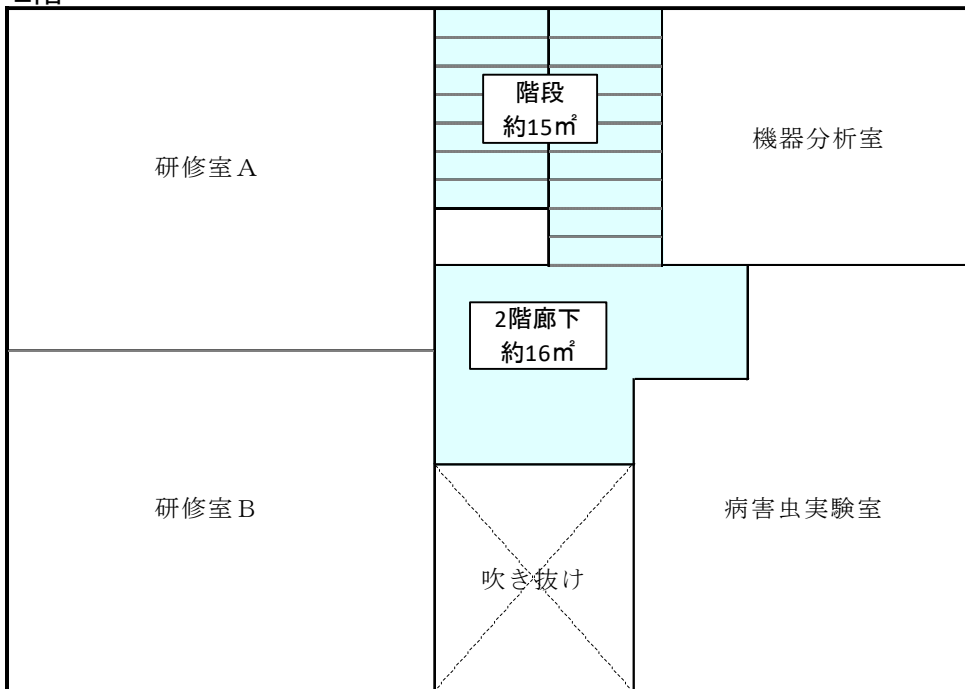 2階
階段
約15㎡
機器分析室
研修室Ａ
2階廊下
約16㎡
研修室Ｂ
病害虫実験室
吹き抜け